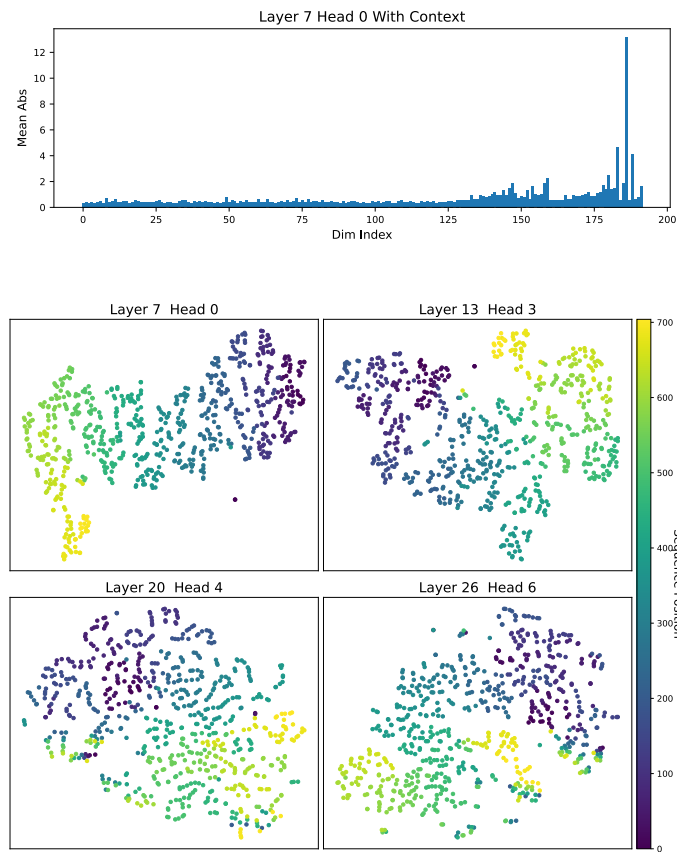 Layer 7 Head 0 With Context
Mean Abs
12
10
8
6
4
2
0
0 25 50 75 100 125 150 175 200
Dim Index
Layer 7 Head 0
Layer 13 Head 3
Layer 20 Head 4
Layer 26 Head 6
700
600
500
400
300
200
100
0
Sequence Position